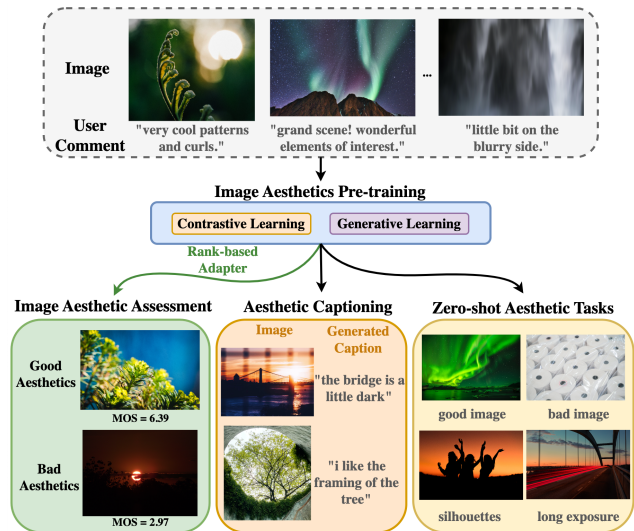 Image
User
Comment
...
"very cool patterns
and curls."
"grand scene! wonderful
elements of interest."
"little bit on the
blurry side."
Image Aesthetics Pre-training
Contrastive Learning
Generative Learning
Rank-based
Adapter
Image Aesthetic Assessment
Good
Aesthetics
MOS = 6.39
Bad
Aesthetics
MOS = 2.97
Aesthetic Captioning
Image
Generated
Caption
"the bridge is a
little dark"
"i like the
framing of the
tree"
Zero-shot Aesthetic Tasks
good image
bad image
silhouettes
long exposure